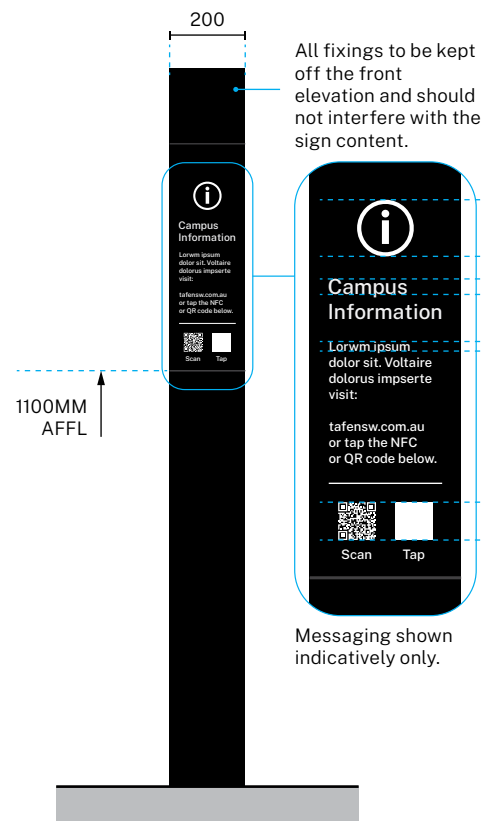 200
All fixings to be kept
off the front
elevation and should
not interfere with the
sign content.
i
Campus
Information
Lorwm ipsum
dolor sit. Voltaire
dolorus impserte
visit:
tafensw.com.au
or tap the NFC
or QR code below.
Scan Tap
1100MM
AFFL
i
Campus
Information
Lorwm ipsum
dolor sit. Voltaire
dolorus impserte
visit:
tafensw.com.au
or tap the NFC
or QR code below.
Scan Tap
Messaging shown
indicatively only.